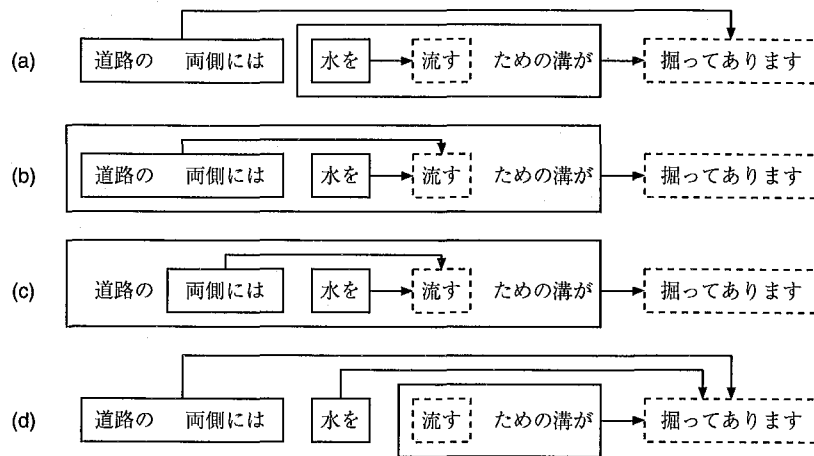 (a) 道路の 両側には 水を 流す ための溝が 掘ってあります
(b) 道路の 両側には 水を 流す ための溝が 掘ってあります
(c) 道路の 両側には 水を 流す ための溝が 掘ってあります
(d) 道路の 両側には 水を 流す ための溝が 掘ってあります